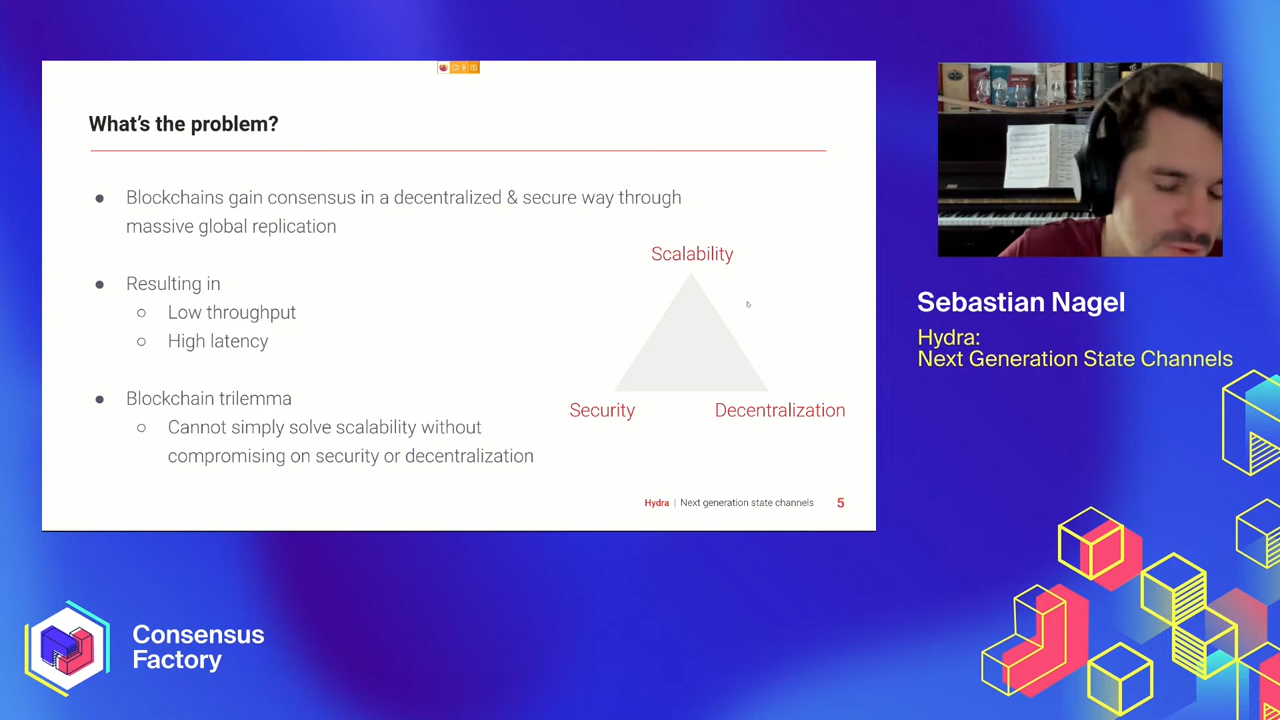 What's the problem?
● Blockchains gain consensus in a decentralized & secure way through
massive global replication
● Resulting in
○ Low throughput
○ High latency
● Blockchain trilemma
○ Cannot simply solve scalability without
compromising on security or decentralization
Scalability
Security
Decentralization
Hydra | Next generation state channels 5
Sebastian Nagel
Hydra:
Next Generation State Channels
Consensus
Factory